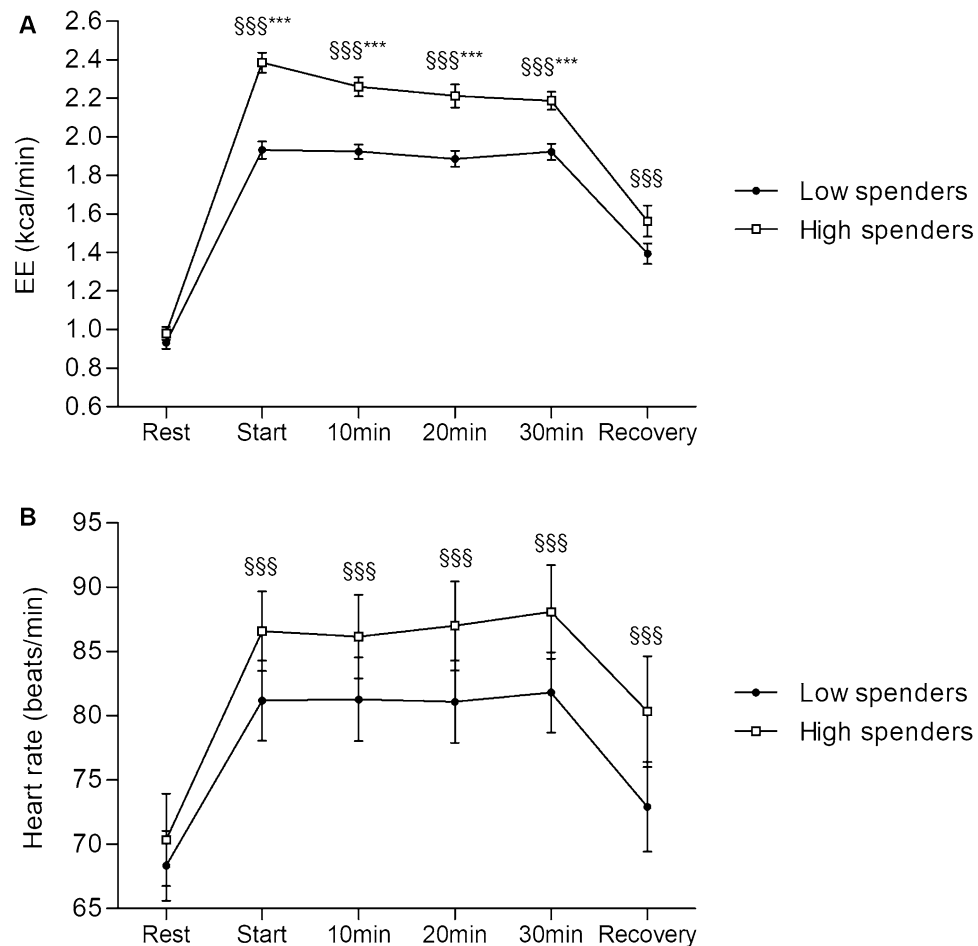 A
EE (kcal/min)
2.6
2.4
2.2
2.0
1.8
1.6
1.4
1.2
1.0
0.8
0.6
§§§*** §§§*** §§§*** §§§*** §§§
Rest Start 10min 20min 30min Recovery
Low spenders
High spenders
B
Heart rate (beats/min)
95
90
85
80
75
70
65
§§§ §§§ §§§ §§§ §§§
Rest Start 10min 20min 30min Recovery
Low spenders
High spenders